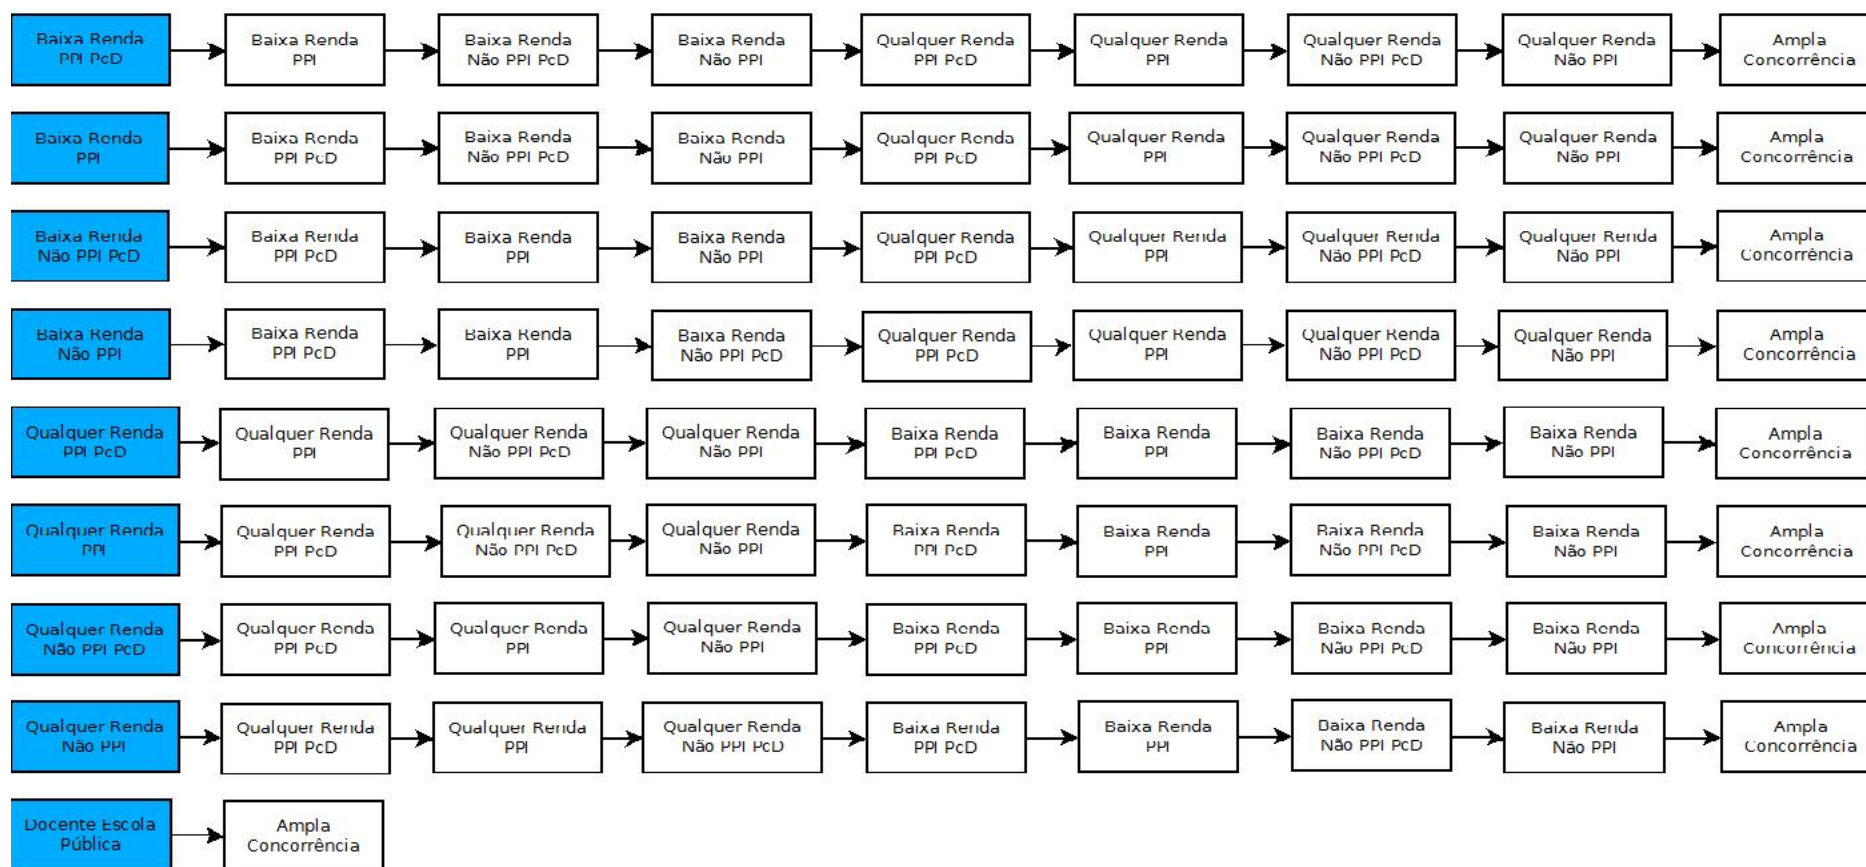 Baixa Renda
PPI PcD
Baixa Renda
PPI
Baixa Renda
Não PPI PcD
Baixa Renda
Não PPI
Qualquer Renda
PPI PcD
Qualquer Renda
PPI
Qualquer Renda
Não PPI PcD
Qualquer Renda
Não PPI
Ampla
Concorrência
Baixa Renda
PPI
Baixa Renda
PPI PcD
Baixa Renda
Não PPI PcD
Baixa Renda
Não PPI
Qualquer Renda
PPI PcD
Qualquer Renda
PPI
Qualquer Renda
Não PPI PcD
Qualquer Renda
Não PPI
Ampla
Concorrência
Baixa Renda
Não PPI PcD
Baixa Renda
PPI PcD
Baixa Renda
PPI
Baixa Renda
Não PPI
Qualquer Renda
PPI PcD
Qualquer Renda
PPI
Qualquer Renda
Não PPI PcD
Qualquer Renda
Não PPI
Ampla
Concorrência
Baixa Renda
Não PPI
Baixa Renda
PPI PcD
Baixa Renda
PPI
Baixa Renda
Não PPI PcD
Qualquer Renda
PPI PcD
Qualquer Renda
PPI
Qualquer Renda
Não PPI PcD
Qualquer Renda
Não PPI
Ampla
Concorrência
Qualquer Renda
PPI PcD
Qualquer Renda
PPI
Qualquer Renda
Não PPI PcD
Qualquer Renda
Não PPI
Baixa Renda
PPI PcD
Baixa Renda
PPI
Baixa Renda
Não PPI PcD
Baixa Renda
Não PPI
Ampla
Concorrência
Qualquer Renda
PPI
Qualquer Renda
PPI PcD
Qualquer Renda
Não PPI PcD
Qualquer Renda
Não PPI
Baixa Renda
PPI PcD
Baixa Renda
PPI
Baixa Renda
Não PPI PcD
Baixa Renda
Não PPI
Ampla
Concorrência
Qualquer Renda
Não PPI PcD
Qualquer Renda
PPI PcD
Qualquer Renda
PPI
Qualquer Renda
Não PPI
Baixa Renda
PPI PcD
Baixa Renda
PPI
Baixa Renda
Não PPI PcD
Baixa Renda
Não PPI
Ampla
Concorrência
Qualquer Renda
Não PPI
Qualquer Renda
PPI PcD
Qualquer Renda
PPI
Qualquer Renda
Não PPI PcD
Baixa Renda
PPI PcD
Baixa Renda
PPI
Baixa Renda
Não PPI PcD
Baixa Renda
Não PPI
Ampla
Concorrência
Docente Escola
Pública
Ampla
Concorrência